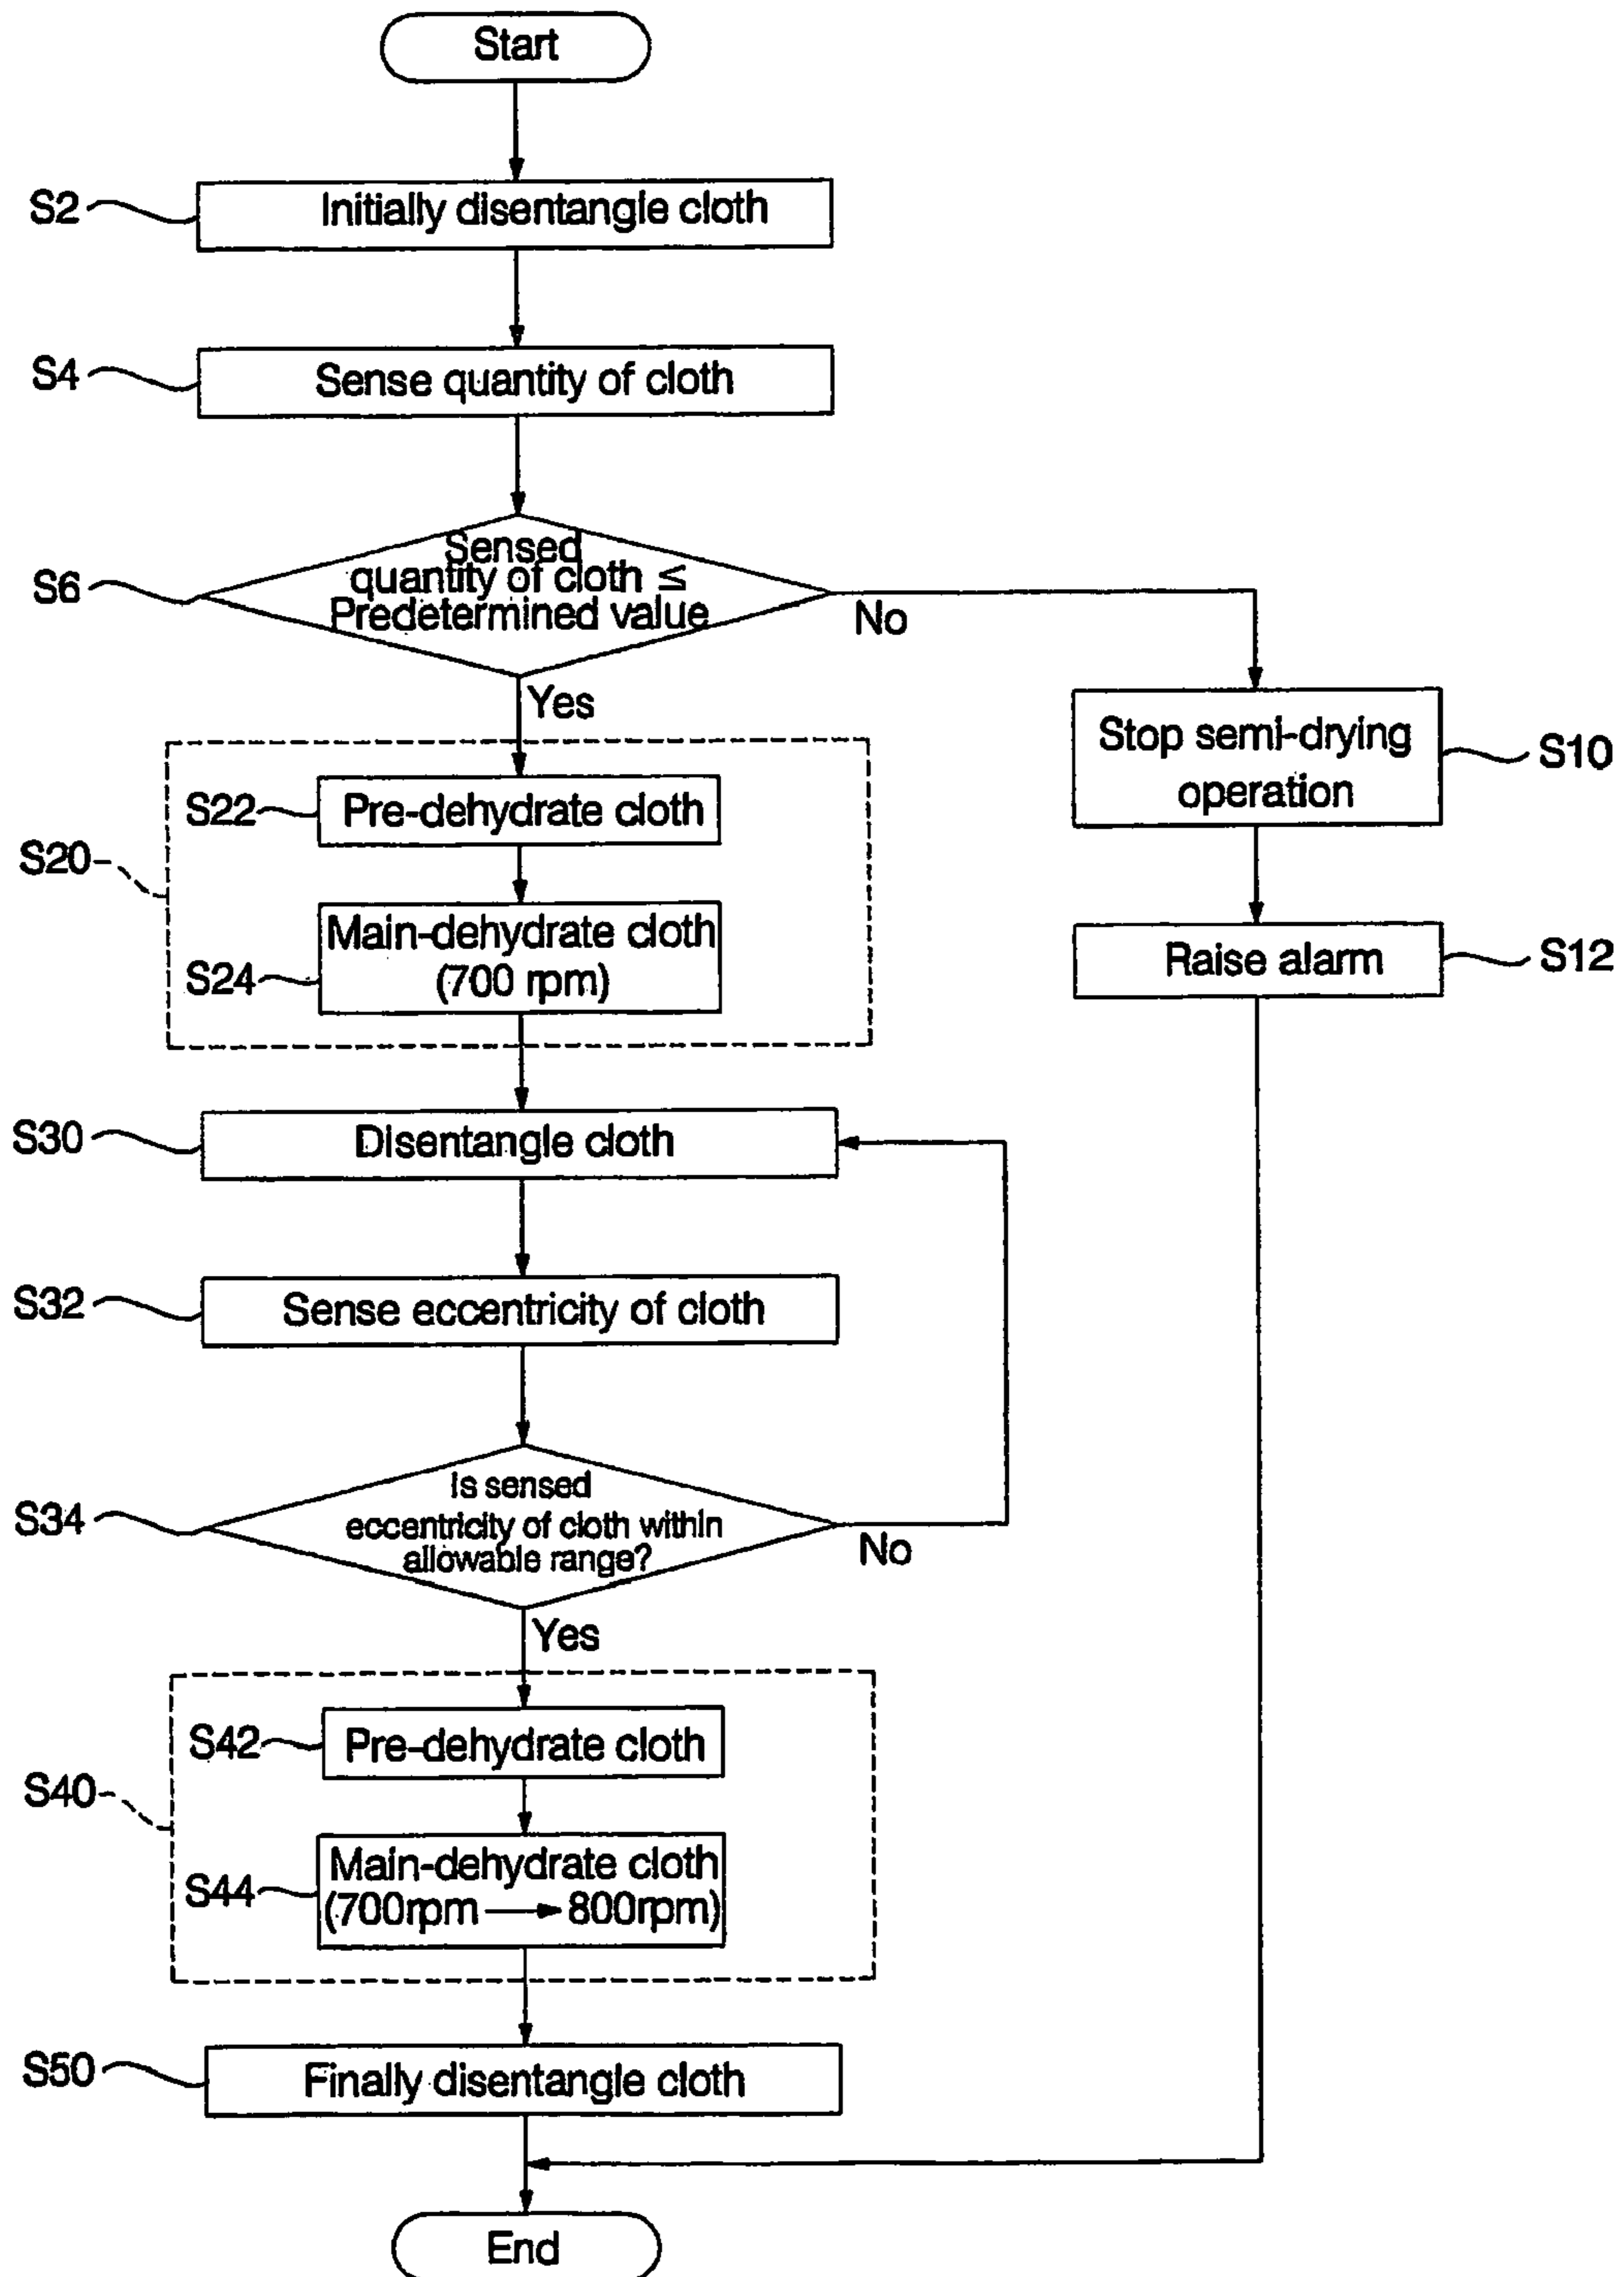 Start
S2
Initially disentangle cloth
S4
Sense quantity of cloth
S6
Sensed
quantity of cloth ≤
Predetermined value
No
Yes
Stop semi-drying
operation
S10
S22
Pre-dehydrate cloth
S20
Main-dehydrate cloth
(700 rpm)
S24
Raise alarm
S12
S30
Disentangle cloth
S32
Sense eccentricity of cloth
S34
Is sensed
eccentricity of cloth within
allowable range?
No
Yes
S42
Pre-dehydrate cloth
S40
S44
Main-dehydrate cloth
(700rpm → 800rpm)
S50
Finally disentangle cloth
End